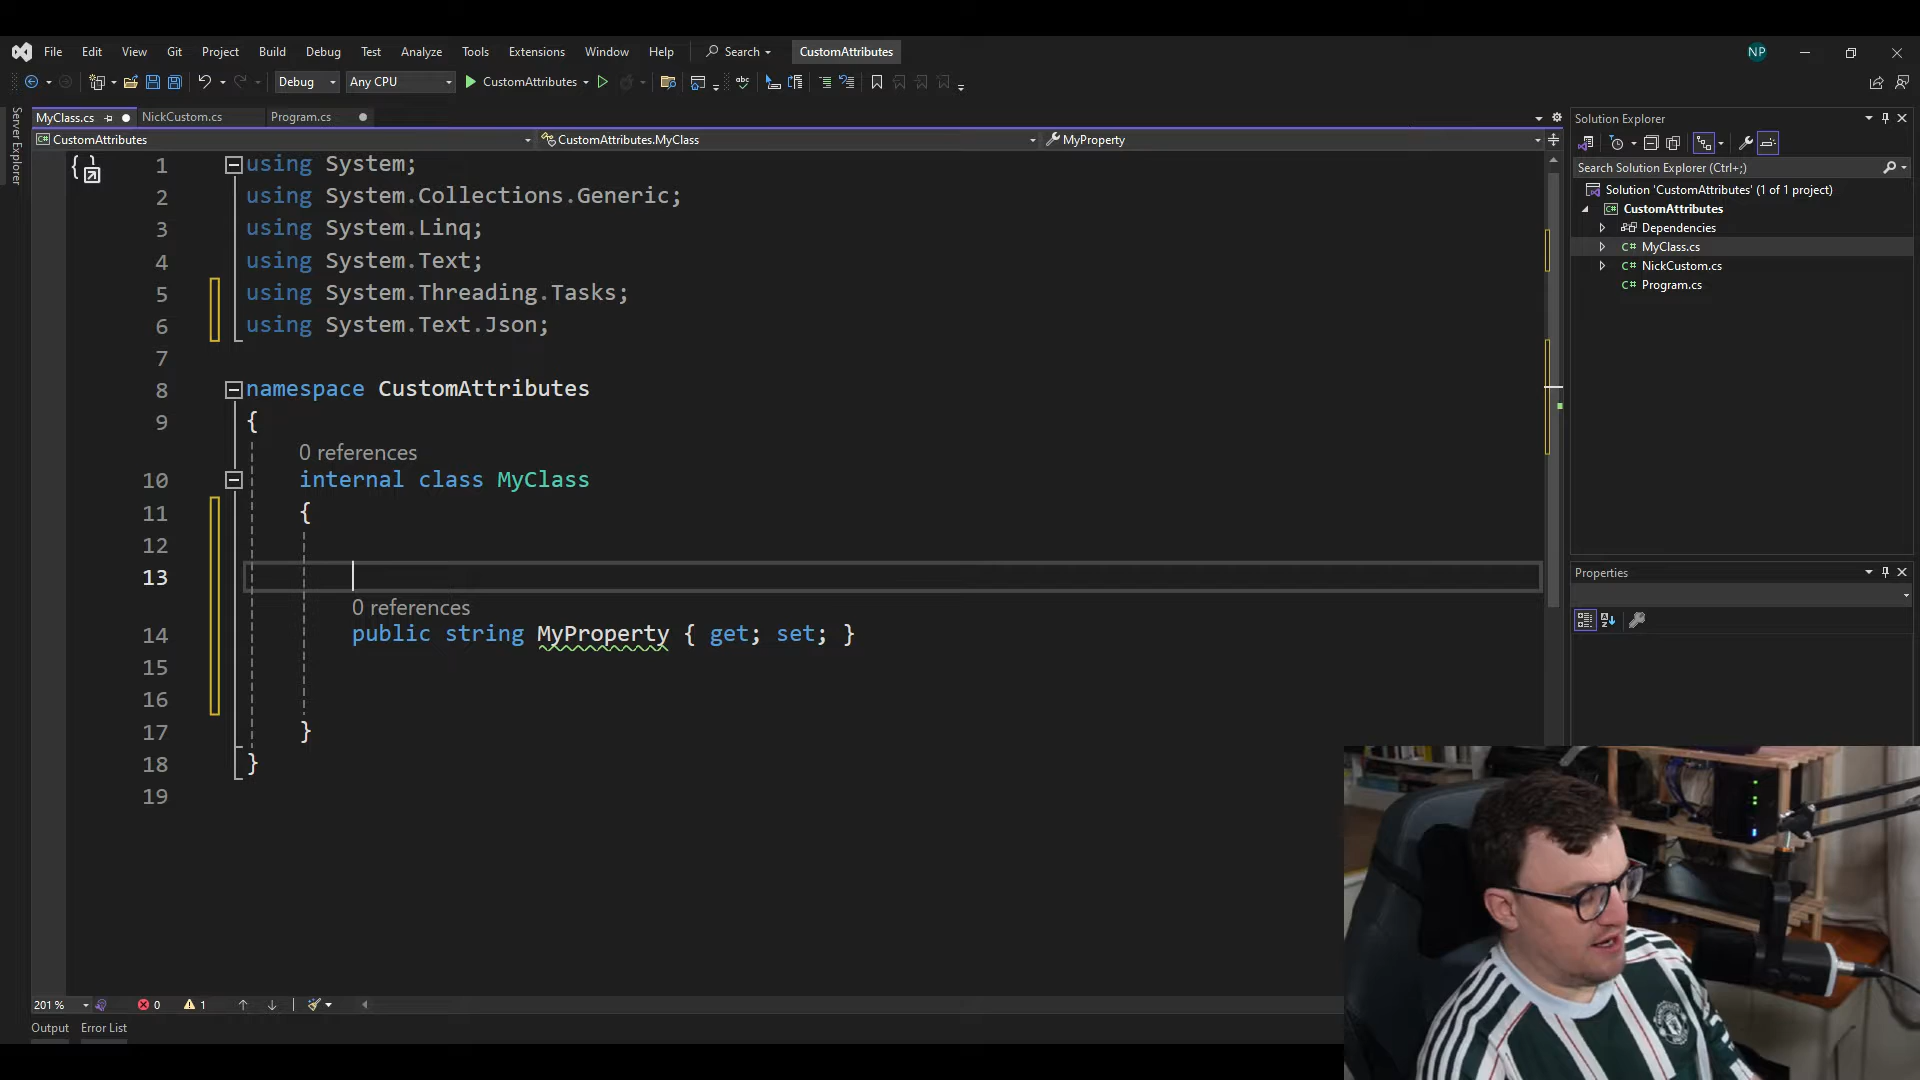 File Edit View Git Project Build Debug Test Analyze Tools Extensions Window Help Search CustomAttributes NP
Debug Any CPU CustomAttributes
Server Explorer
MyClass.cs NickCustom.cs Program.cs
CustomAttributes CustomAttributes.MyClass MyProperty
1 using System;
2 using System.Collections.Generic;
3 using System.Linq;
4 using System.Text;
5 using System.Threading.Tasks;
6 using System.Text.Json;
7
8 namespace CustomAttributes
9 {
0 references
10 internal class MyClass
11 {
12
13
0 references
14 public string MyProperty { get; set; }
15
16
17 }
18 }
19
201 % 0 1
Output Error List
Solution Explorer
Search Solution Explorer (Ctrl+;)
Solution 'CustomAttributes' (1 of 1 project)
C# CustomAttributes
Dependencies
C# MyClass.cs
C# NickCustom.cs
C# Program.cs
Properties